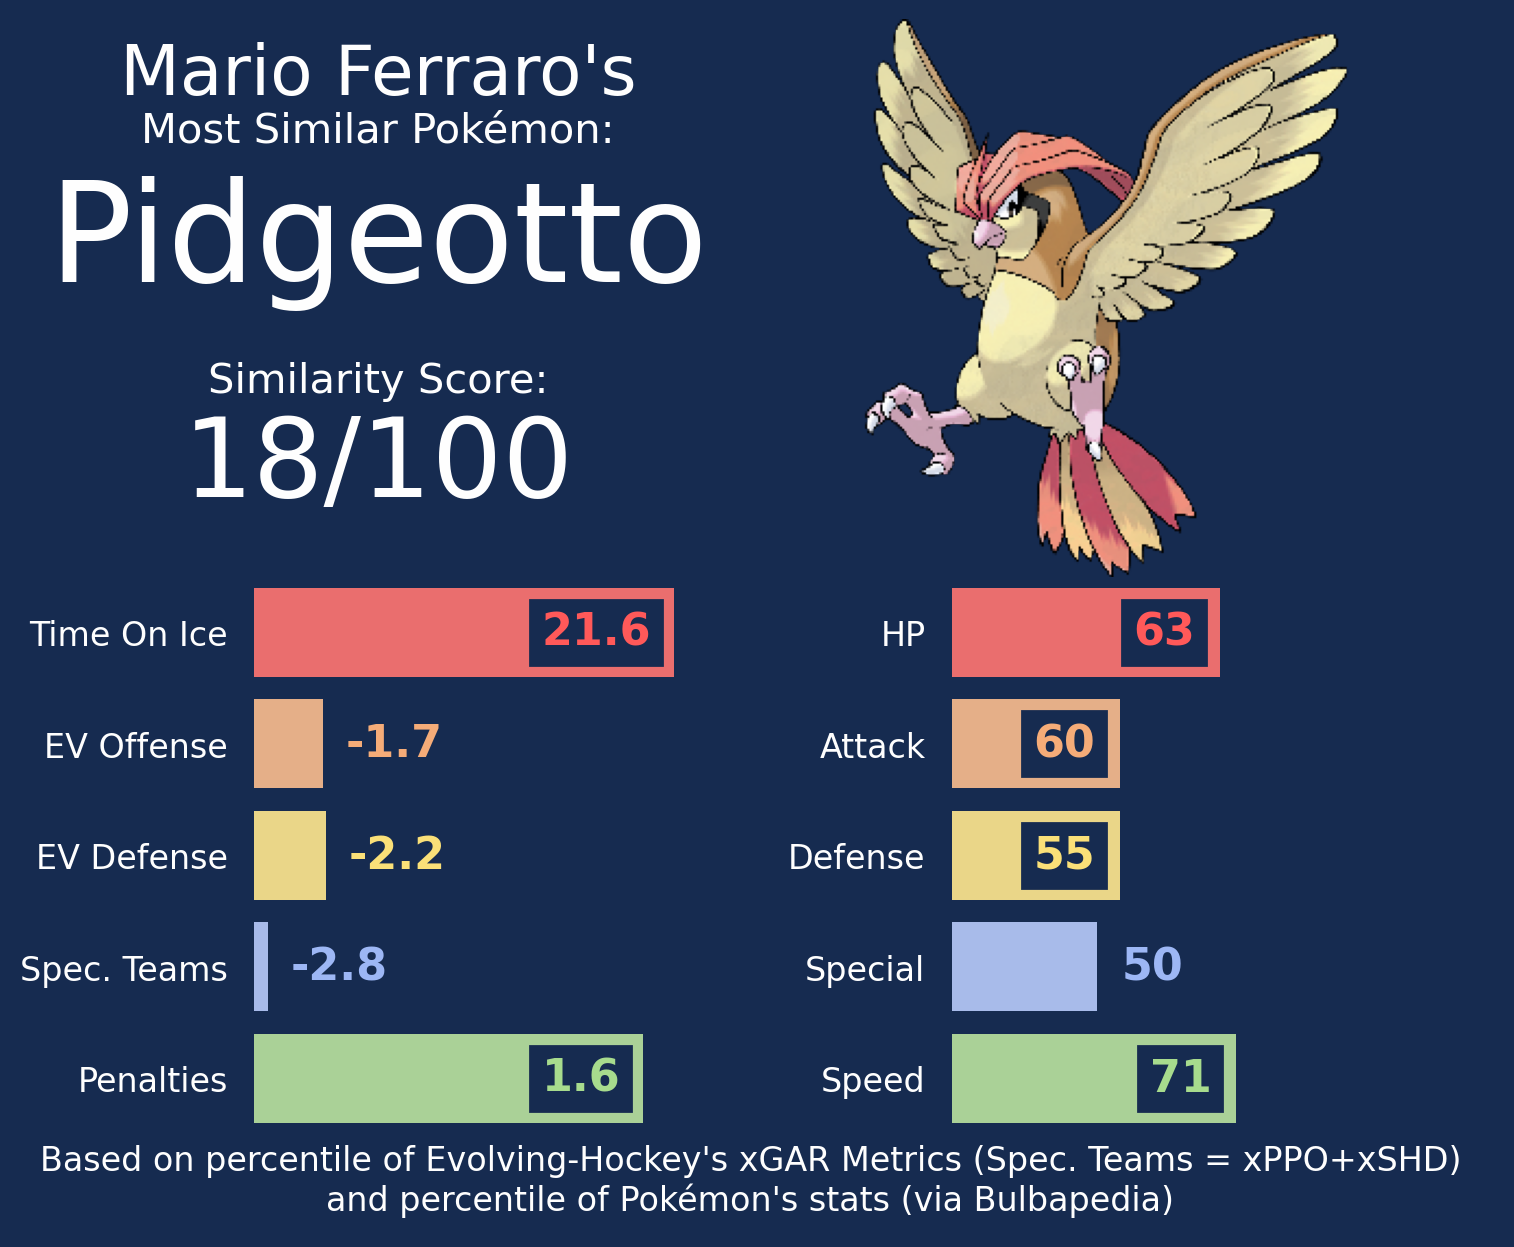 Mario Ferraro's
Most Similar Pokémon:
Pidgeotto
Similarity Score:
18/100
Time On Ice 21.6
EV Offense -1.7
EV Defense -2.2
Spec. Teams -2.8
Penalties 1.6
HP 63
Attack 60
Defense 55
Special 50
Speed 71
Based on percentile of Evolving-Hockey's xGAR Metrics (Spec. Teams = xPPO+xSHD)
and percentile of Pokémon's stats (via Bulbapedia)